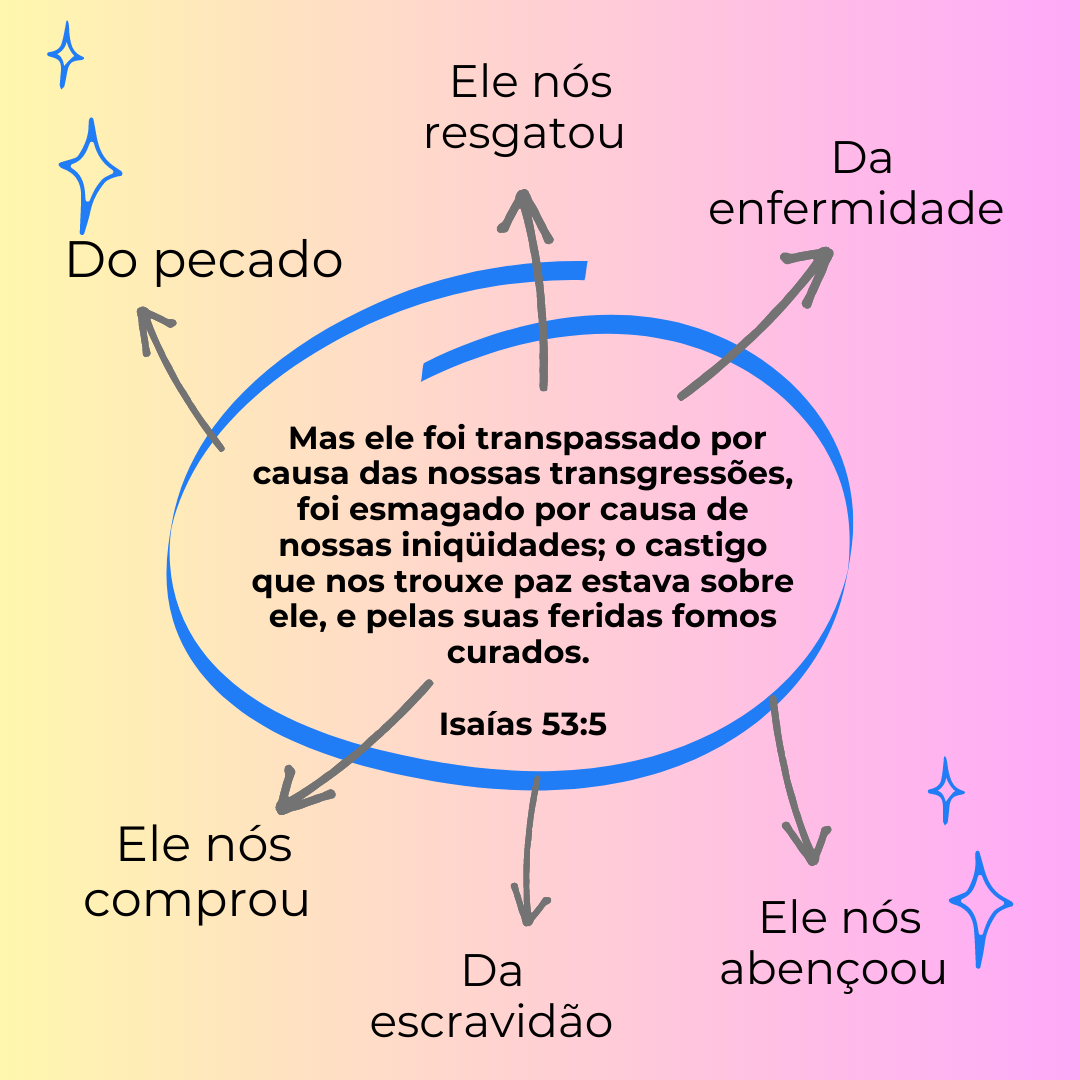 Ele nós
resgatou
Da
enfermidade
Do pecado
Mas ele foi transpassado por
causa das nossas transgressões,
foi esmagado por causa de
nossas iniqüidades; o castigo
que nos trouxe paz estava sobre
ele, e pelas suas feridas fomos
curados.
Isaías 53:5
Ele nós
comprou
Da
escravidão
Ele nós
abençoou